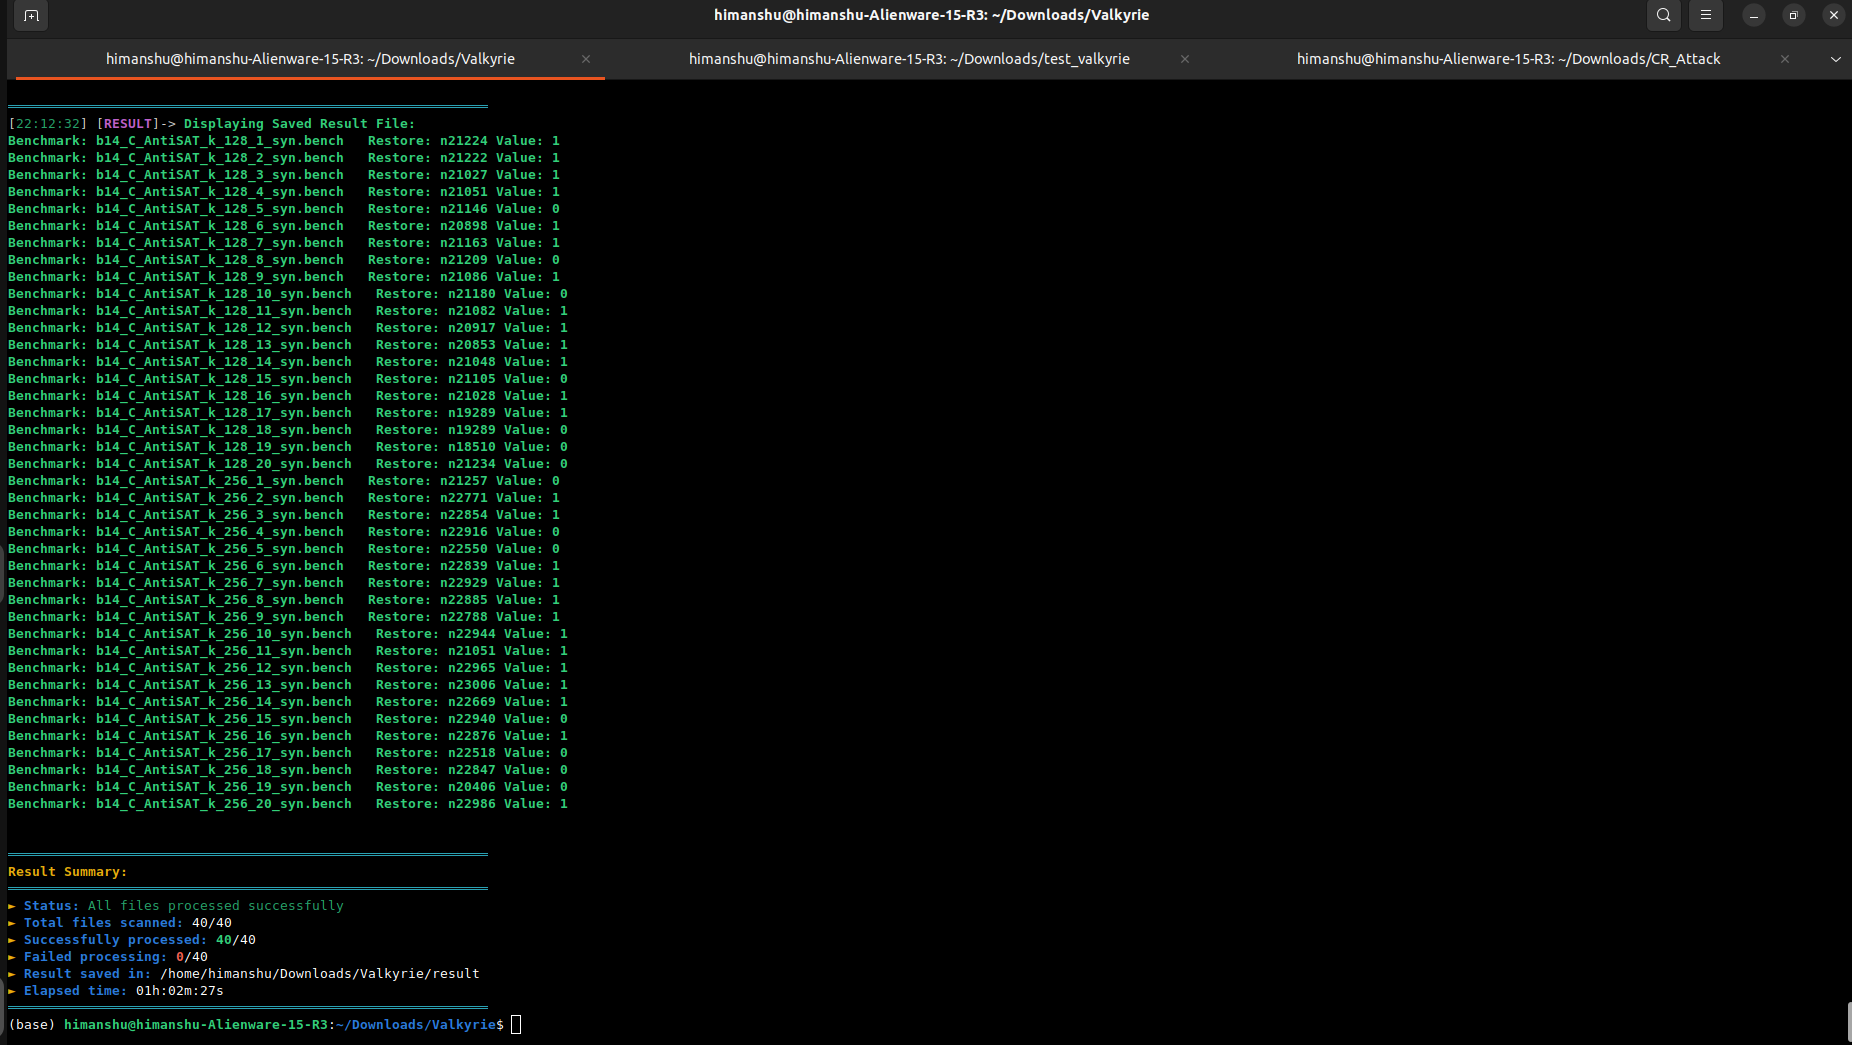 himanshu@himanshu-Alienware-15-R3: ~/Downloads/Valkyrie
himanshu@himanshu-Alienware-15-R3: ~/Downloads/Valkyrie
himanshu@himanshu-Alienware-15-R3: ~/Downloads/test_valkyrie
himanshu@himanshu-Alienware-15-R3: ~/Downloads/CR_Attack
[22:12:32] [RESULT]-> Displaying Saved Result File:
Benchmark: b14_C_AntiSAT_k_128_1_syn.bench   Restore: n21224 Value: 1
Benchmark: b14_C_AntiSAT_k_128_2_syn.bench   Restore: n21222 Value: 1
Benchmark: b14_C_AntiSAT_k_128_3_syn.bench   Restore: n21027 Value: 1
Benchmark: b14_C_AntiSAT_k_128_4_syn.bench   Restore: n21051 Value: 1
Benchmark: b14_C_AntiSAT_k_128_5_syn.bench   Restore: n21146 Value: 0
Benchmark: b14_C_AntiSAT_k_128_6_syn.bench   Restore: n20898 Value: 1
Benchmark: b14_C_AntiSAT_k_128_7_syn.bench   Restore: n21163 Value: 1
Benchmark: b14_C_AntiSAT_k_128_8_syn.bench   Restore: n21209 Value: 0
Benchmark: b14_C_AntiSAT_k_128_9_syn.bench   Restore: n21086 Value: 1
Benchmark: b14_C_AntiSAT_k_128_10_syn.bench   Restore: n21180 Value: 0
Benchmark: b14_C_AntiSAT_k_128_11_syn.bench   Restore: n21082 Value: 1
Benchmark: b14_C_AntiSAT_k_128_12_syn.bench   Restore: n20917 Value: 1
Benchmark: b14_C_AntiSAT_k_128_13_syn.bench   Restore: n20853 Value: 1
Benchmark: b14_C_AntiSAT_k_128_14_syn.bench   Restore: n21048 Value: 1
Benchmark: b14_C_AntiSAT_k_128_15_syn.bench   Restore: n21105 Value: 0
Benchmark: b14_C_AntiSAT_k_128_16_syn.bench   Restore: n21028 Value: 1
Benchmark: b14_C_AntiSAT_k_128_17_syn.bench   Restore: n19289 Value: 1
Benchmark: b14_C_AntiSAT_k_128_18_syn.bench   Restore: n19289 Value: 0
Benchmark: b14_C_AntiSAT_k_128_19_syn.bench   Restore: n18510 Value: 0
Benchmark: b14_C_AntiSAT_k_128_20_syn.bench   Restore: n21234 Value: 0
Benchmark: b14_C_AntiSAT_k_256_1_syn.bench   Restore: n21257 Value: 0
Benchmark: b14_C_AntiSAT_k_256_2_syn.bench   Restore: n22771 Value: 1
Benchmark: b14_C_AntiSAT_k_256_3_syn.bench   Restore: n22854 Value: 1
Benchmark: b14_C_AntiSAT_k_256_4_syn.bench   Restore: n22916 Value: 0
Benchmark: b14_C_AntiSAT_k_256_5_syn.bench   Restore: n22550 Value: 0
Benchmark: b14_C_AntiSAT_k_256_6_syn.bench   Restore: n22839 Value: 1
Benchmark: b14_C_AntiSAT_k_256_7_syn.bench   Restore: n22929 Value: 1
Benchmark: b14_C_AntiSAT_k_256_8_syn.bench   Restore: n22885 Value: 1
Benchmark: b14_C_AntiSAT_k_256_9_syn.bench   Restore: n22788 Value: 1
Benchmark: b14_C_AntiSAT_k_256_10_syn.bench   Restore: n22944 Value: 1
Benchmark: b14_C_AntiSAT_k_256_11_syn.bench   Restore: n21051 Value: 1
Benchmark: b14_C_AntiSAT_k_256_12_syn.bench   Restore: n22965 Value: 1
Benchmark: b14_C_AntiSAT_k_256_13_syn.bench   Restore: n23006 Value: 1
Benchmark: b14_C_AntiSAT_k_256_14_syn.bench   Restore: n22669 Value: 1
Benchmark: b14_C_AntiSAT_k_256_15_syn.bench   Restore: n22940 Value: 0
Benchmark: b14_C_AntiSAT_k_256_16_syn.bench   Restore: n22876 Value: 1
Benchmark: b14_C_AntiSAT_k_256_17_syn.bench   Restore: n22518 Value: 0
Benchmark: b14_C_AntiSAT_k_256_18_syn.bench   Restore: n22847 Value: 0
Benchmark: b14_C_AntiSAT_k_256_19_syn.bench   Restore: n20406 Value: 0
Benchmark: b14_C_AntiSAT_k_256_20_syn.bench   Restore: n22986 Value: 1
Result Summary:
► Status: All files processed successfully
► Total files scanned: 40/40
► Successfully processed: 40/40
► Failed processing: 0/40
► Result saved in: /home/himanshu/Downloads/Valkyrie/result
► Elapsed time: 01h:02m:27s
(base) himanshu@himanshu-Alienware-15-R3:~/Downloads/Valkyrie$